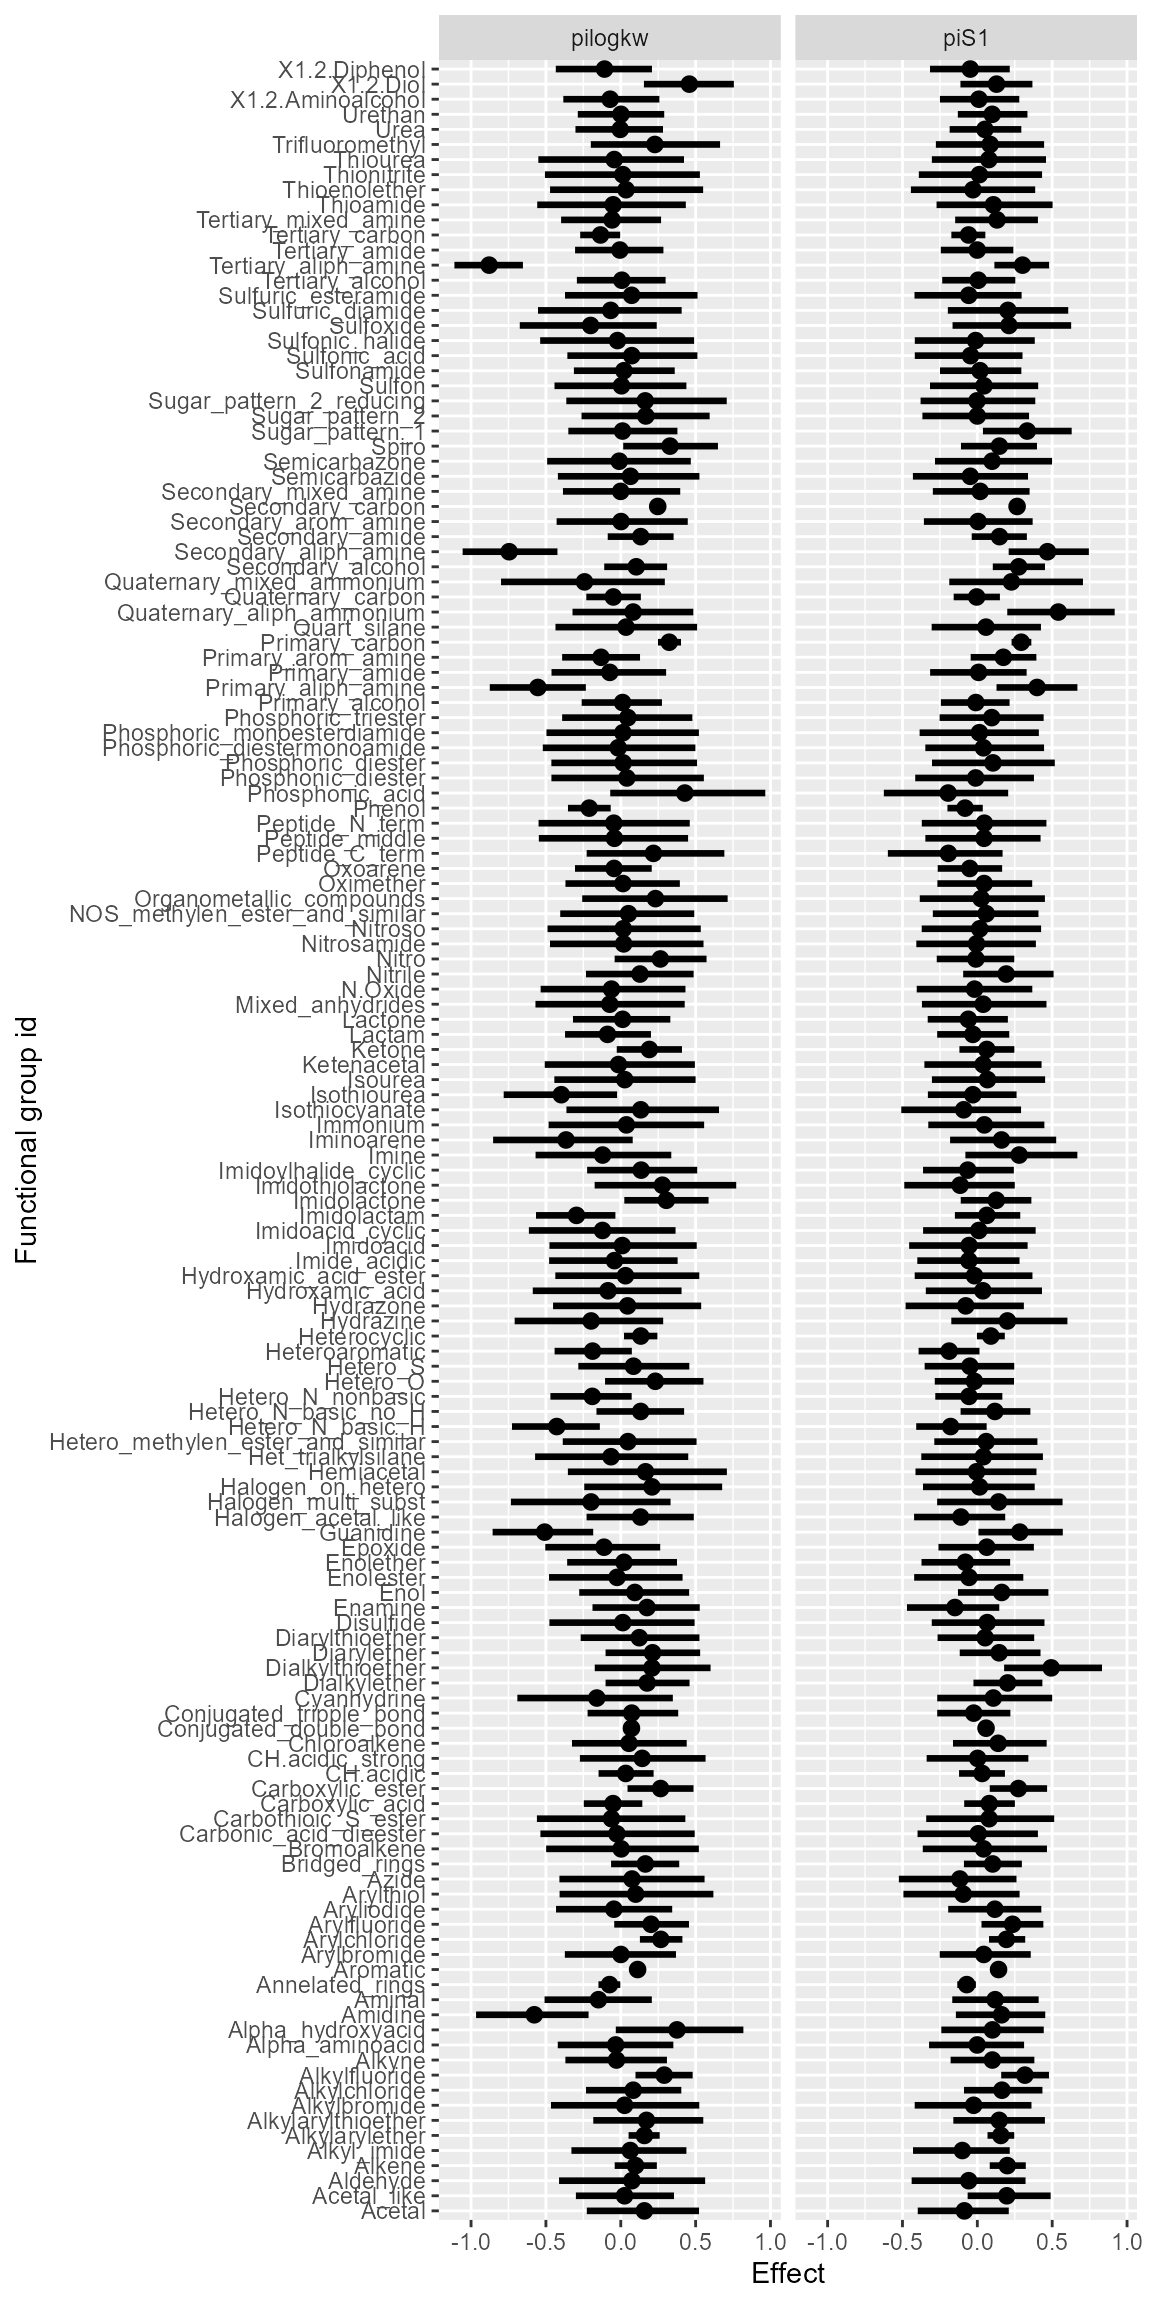 pilogkw
piS1
X1.2.Diphenol
X1.2.Diol
X1.2.Aminoalcohol
Urethan
Urea
Trifluoromethyl
Thiourea
Thionitrite
Thioenolether
Thioamide
Tertiary_mixed_amine
Tertiary_carbon
Tertiary_amide
Tertiary_aliph_amine
Tertiary_alcohol
Sulfuric_esteramide
Sulfuric_diamide
Sulfoxide
Sulfonic_halide
Sulfonic_acid
Sulfonamide
Sulfon
Sugar_pattern_2_reducing
Sugar_pattern_2
Sugar_pattern_1
Spiro
Semicarbazone
Semicarbazide
Secondary_mixed_amine
Secondary_carbon
Secondary_arom_amine
Secondary_amide
Secondary_aliph_amine
Secondary_alcohol
Quaternary_mixed_ammonium
Quaternary_carbon
Quaternary_aliph_ammonium
Quart_silane
Primary_carbon
Primary_arom_amine
Primary_amide
Primary_aliph_amine
Primary_alcohol
Phosphoric_triester
Phosphoric_monoesterdiamide
Phosphoric_diestermonoamide
Phosphoric_diester
Phosphonic_diester
Phosphonic_acid
Phenol
Peptide_N_term
Peptide_middle
Peptide_C_term
Oxoarene
Oximether
Organometallic_compounds
NOS_methylen_ester_and_similar
Nitroso
Nitrosamide
Nitro
Nitrile
N.Oxide
Mixed_anhydrides
Lactone
Lactam
Ketone
Ketenacetal
Isourea
Isothiourea
Isothiocyanate
Immonium
Iminoarene
Imine
Imidoylhalide_cyclic
Imidothiolactone
Imidolactone
Imidolactam
Imidoacid_cyclic
Imidoacid
Imide_acidic
Hydroxamic_acid_ester
Hydroxamic_acid
Hydrazone
Hydrazine
Heterocyclic
Heteroaromatic
Hetero_S
Hetero_O
Hetero_N_nonbasic
Hetero_N_basic_no_H
Hetero_N_basic_H
Hetero_methylen_ester_and_similar
Het_trialkylsilane
Hemiacetal
Halogen_on_hetero
Halogen_multi_subst
Halogen_acetal_like
Guanidine
Epoxide
Enolether
Enolester
Enol
Enamine
Disulfide
Diarylthioether
Diarylether
Dialkylthioether
Dialkylether
Cyanhydrine
Conjugated_tripple_bond
Conjugated_double_bond
Chloroalkene
CH.acidic_strong
CH.acidic
Carboxylic_ester
Carboxylic_acid
Carbothioic_S_ester
Carbonic_acid_dieester
Bromoalkene
Bridged_rings
Azide
Arylthiol
Aryliodide
Arylfluoride
Arylchloride
Arylbromide
Aromatic
Annelated_rings
Aminal
Amidine
Alpha_hydroxyacid
Alpha_aminoacid
Alkyne
Alkylfluoride
Alkylchloride
Alkylbromide
Alkylarylthioether
Alkylarylether
Alkyl_imide
Alkene
Aldehyde
Acetal_like
Acetal
Functional group id
-1.0 -0.5 0.0 0.5 1.0 -1.0 -0.5 0.0 0.5 1.0
Effect